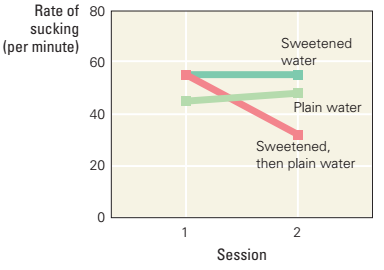 Rate of
sucking
(per minute)
80
60
40
20
0
Sweetened
water
Plain water
Sweetened,
then plain water
1
2
Session